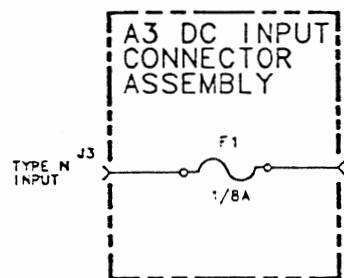 A3 DC INPUT
CONNECTOR
ASSEMBLY
F1
J3
TYPE N
INPUT
1/8A